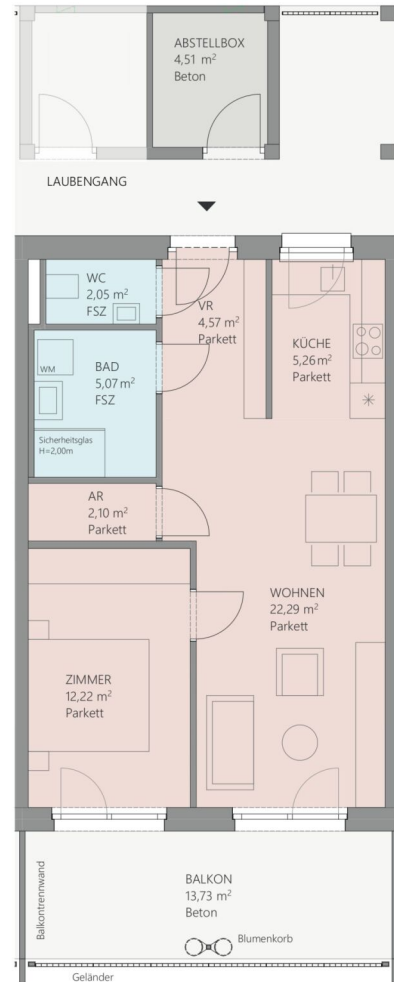 ABSTELLBOX
4,51 m²
Beton
LAUBENGANG
WC
2,05 m²
FSZ
VR
4,57 m²
Parkett
KÜCHE
5,26 m²
Parkett
WM
BAD
5,07 m²
FSZ
Sicherheitsglas
H=2,00m
AR
2,10 m²
Parkett
WOHNEN
22,29 m²
Parkett
ZIMMER
12,22 m²
Parkett
Balkontrennwand
BALKON
13,73 m²
Beton
Blumenkorb
Geländer